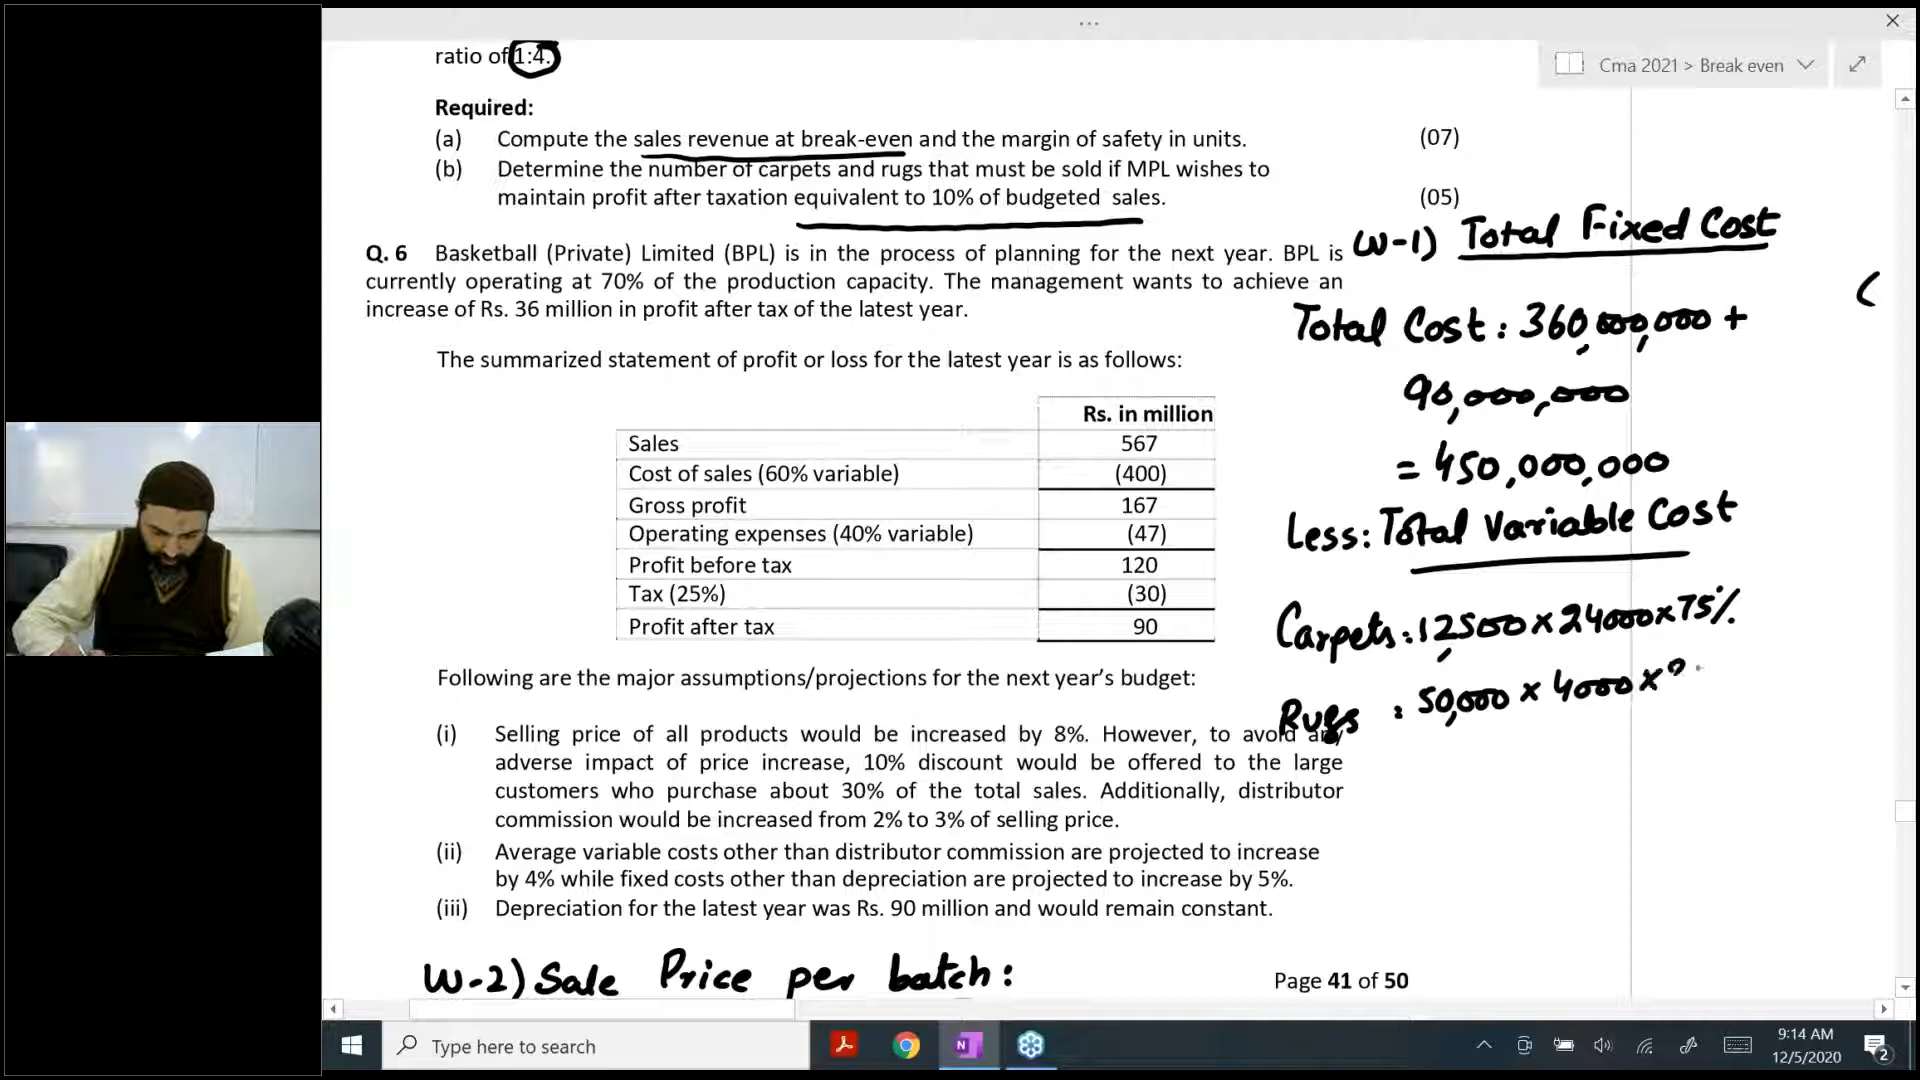 ...
ratio of 1:4.
Cma 2021 > Break even
Required:
(a) Compute the sales revenue at break-even and the margin of safety in units. (07)
(b) Determine the number of carpets and rugs that must be sold if MPL wishes to
maintain profit after taxation equivalent to 10% of budgeted sales. (05)
Q. 6 Basketball (Private) Limited (BPL) is in the process of planning for the next year. BPL is
currently operating at 70% of the production capacity. The management wants to achieve an
increase of Rs. 36 million in profit after tax of the latest year.
The summarized statement of profit or loss for the latest year is as follows:
Rs. in million
Sales 567
Cost of sales (60% variable) (400)
Gross profit 167
Operating expenses (40% variable) (47)
Profit before tax 120
Tax (25%) (30)
Profit after tax 90
Following are the major assumptions/projections for the next year's budget:
(i) Selling price of all products would be increased by 8%. However, to avoid any
adverse impact of price increase, 10% discount would be offered to the large
customers who purchase about 30% of the total sales. Additionally, distributor
commission would be increased from 2% to 3% of selling price.
(ii) Average variable costs other than distributor commission are projected to increase
by 4% while fixed costs other than depreciation are projected to increase by 5%.
(iii) Depreciation for the latest year was Rs. 90 million and would remain constant.
W-1) Total Fixed Cost
(
Total Cost: 360,000,000 +
90,000,000
= 450,000,000
Less: Total Variable Cost
Carpets: 12,500 x 24000 x 75%
Rugs : 50,000 x 4000 x
W-2) Sale Price per batch:
Page 41 of 50
Type here to search
9:14 AM
12/5/2020
2